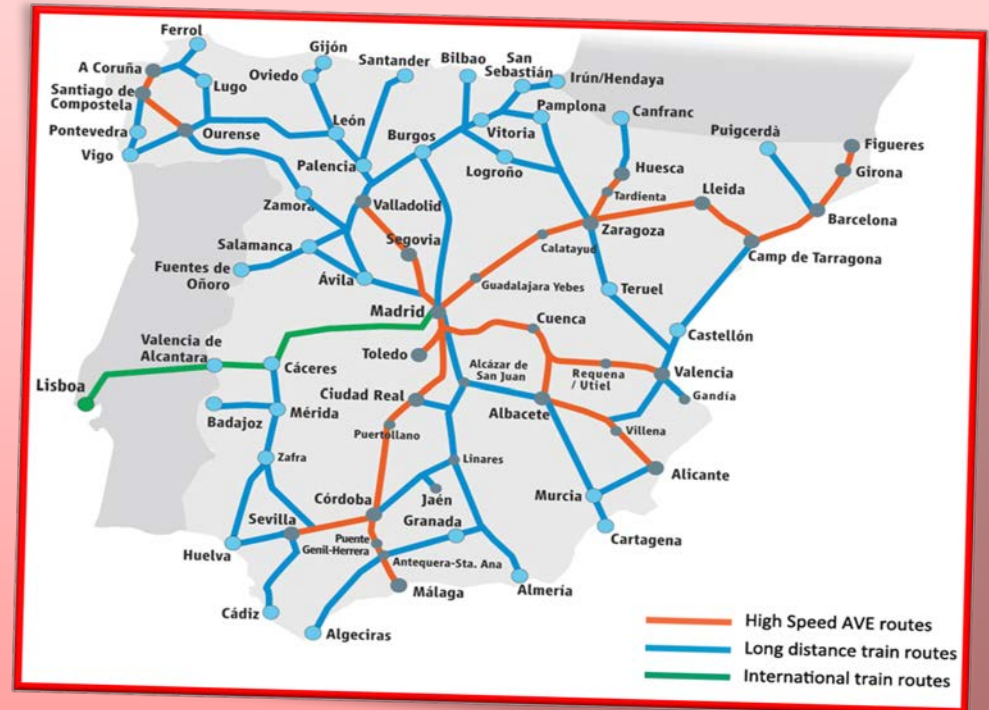 Ferrol
Gijón
A Coruña
Oviedo
Santander
Bilbao
San
Sebastián
Irún/Hendaya
Lugo
Santiago de
Compostela
Pamplona
Canfranc
Pontevedra
Ourense
León
Burgos
Vitoria
Puigcerdà
Figueres
Vigo
Palencia
Logroño
Huesca
Girona
Tardienta
Lleida
Zamora
Valladolid
Zaragoza
Barcelona
Salamanca
Segovia
Calatayud
Camp de Tarragona
Fuentes de
Oñoro
Ávila
Guadalajara Yebes
Teruel
Madrid
Cuenca
Castellón
Valencia de
Alcantara
Toledo
Alcázar de
San Juan
Requena
/ Utiel
Valencia
Lisboa
Cáceres
Ciudad Real
Albacete
Gandía
Badajoz
Mérida
Puertollano
Villena
Zafra
Linares
Alicante
Córdoba
Jaén
Murcia
Sevilla
Granada
Cartagena
Huelva
Puente
Genil-Herrera
Antequera-Sta. Ana
Málaga
Almería
Cádiz
Algeciras
High Speed AVE routes
Long distance train routes
International train routes